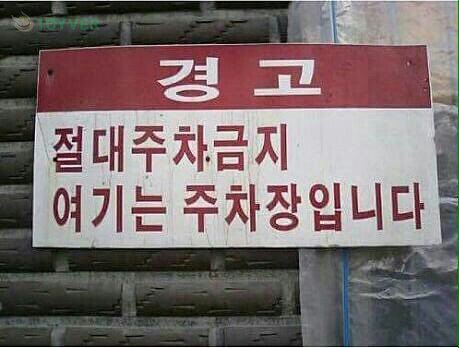 경고
절대주차금지
여기는 주차장입니다